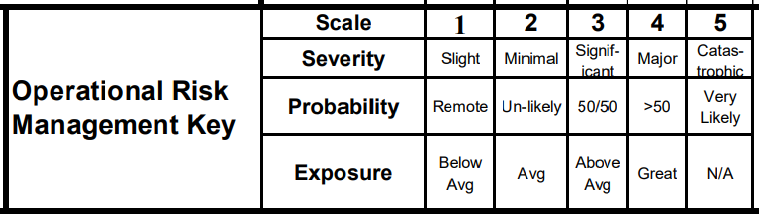 Operational Risk
Management Key
Scale 1 2 3 4 5
Severity Slight Minimal Signif-
icant Major Catas-
trophic
Probability Remote Un-likely 50/50 >50 Very
Likely
Exposure Below
Avg Avg Above
Avg Great N/A